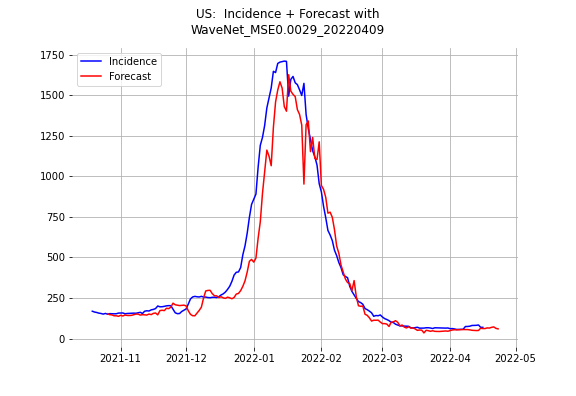 US:  Incidence + Forecast with
WaveNet_MSE0.0029_20220409
Incidence
Forecast
1750
1500
1250
1000
750
500
250
0
2021-11 2021-12 2022-01 2022-02 2022-03 2022-04 2022-05